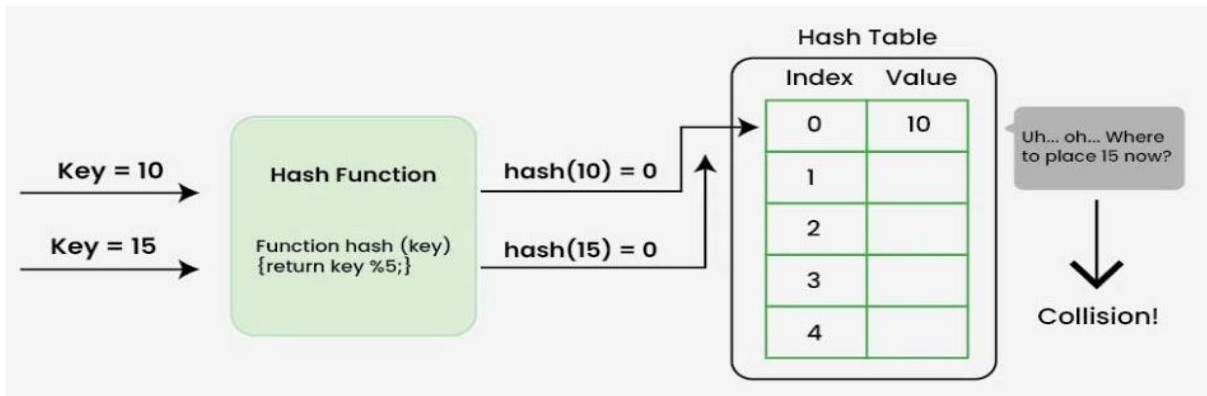 Key = 10
Key = 15
Hash Function
Function hash (key)
{return key %5;}
hash(10) = 0
hash(15) = 0
Hash Table
Index Value
0 10
1
2
3
4
Uh... oh... Where
to place 15 now?
Collision!